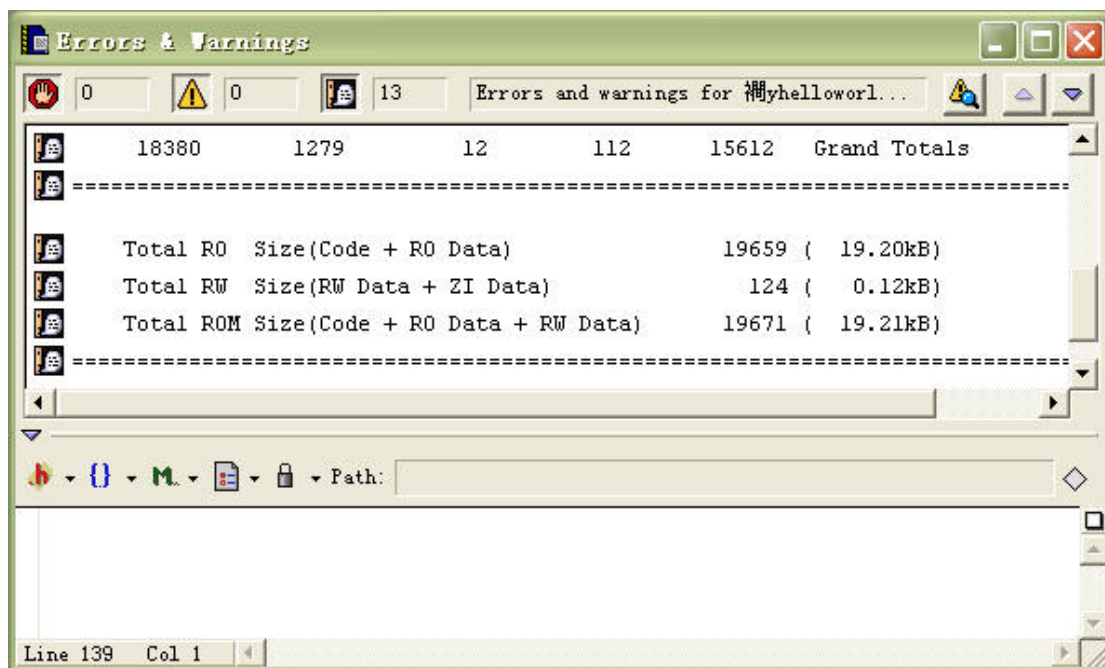 Errors & Warnings
0 0 13 Errors and warnings for 襽yhelloworl...
18380 1279 12 112 15612 Grand Totals
================================================================================
Total RO Size(Code + RO Data) 19659 ( 19.20kB)
Total RW Size(RW Data + ZI Data) 124 ( 0.12kB)
Total ROM Size(Code + RO Data + RW Data) 19671 ( 19.21kB)
================================================================================
h {} M. Path:
Line 139 Col 1